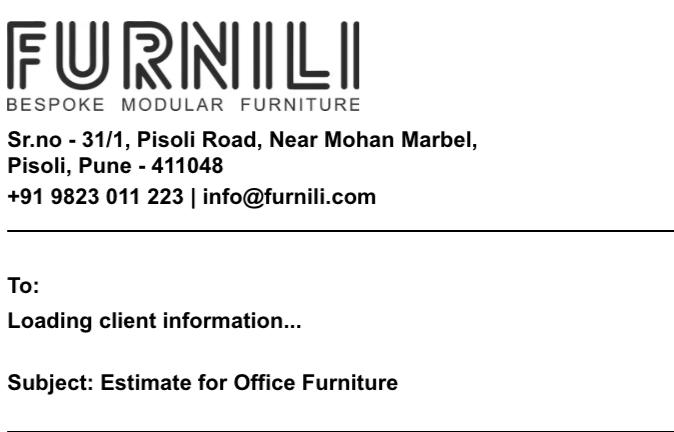 FURNILI
BESPOKE MODULAR FURNITURE
Sr.no - 31/1, Pisoli Road, Near Mohan Marbel,
Pisoli, Pune - 411048
+91 9823 011 223 | info@furnili.com
To:
Loading client information...
Subject: Estimate for Office Furniture